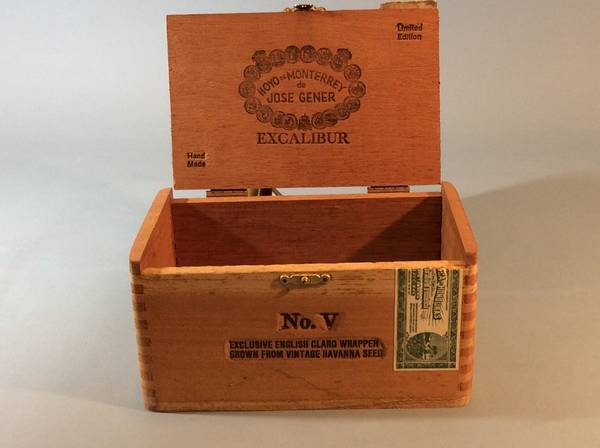 Limited
Edition
HOYO DE MONTERREY
de
JOSE GENER
EXCALIBUR
Hand
Made
No. V
EXCLUSIVE ENGLISH CLARO WRAPPER
GROWN FROM VINTAGE HAVANNA SEED